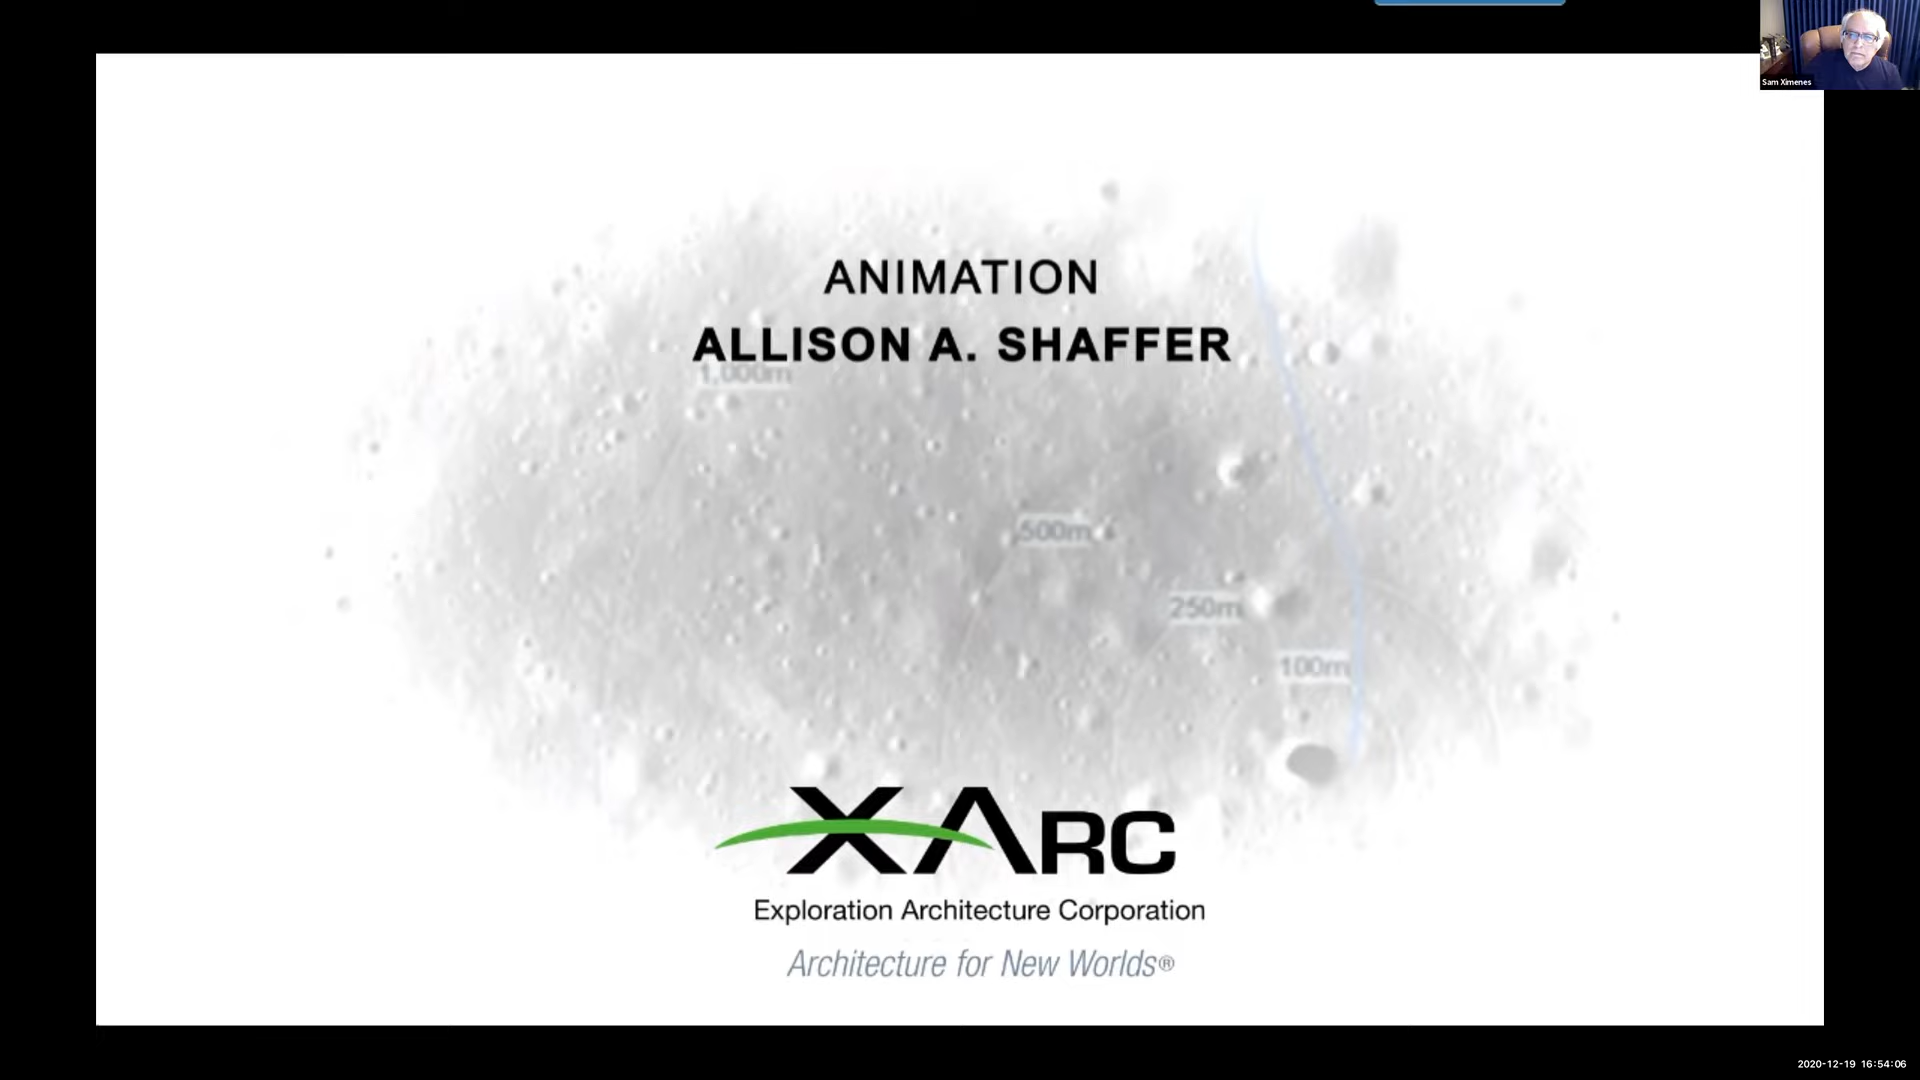 Sam Ximenes
ANIMATION
ALLISON A. SHAFFER
1,000m
500m
250m
100m
XARC
Exploration Architecture Corporation
Architecture for New Worlds®
2020-12-19 16:54:06